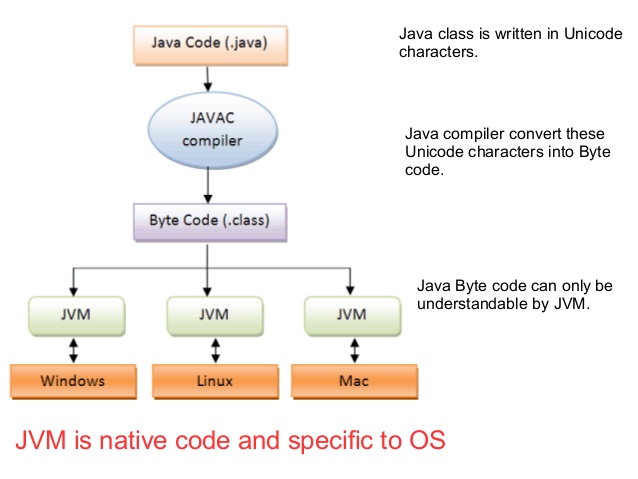 Java Code (.java)
Java class is written in Unicode
characters.
JAVAC
compiler
Java compiler convert these
Unicode characters into Byte
code.
Byte Code (.class)
Java Byte code can only be
understandable by JVM.
JVM
JVM
JVM
Windows
Linux
Mac
JVM is native code and specific to OS